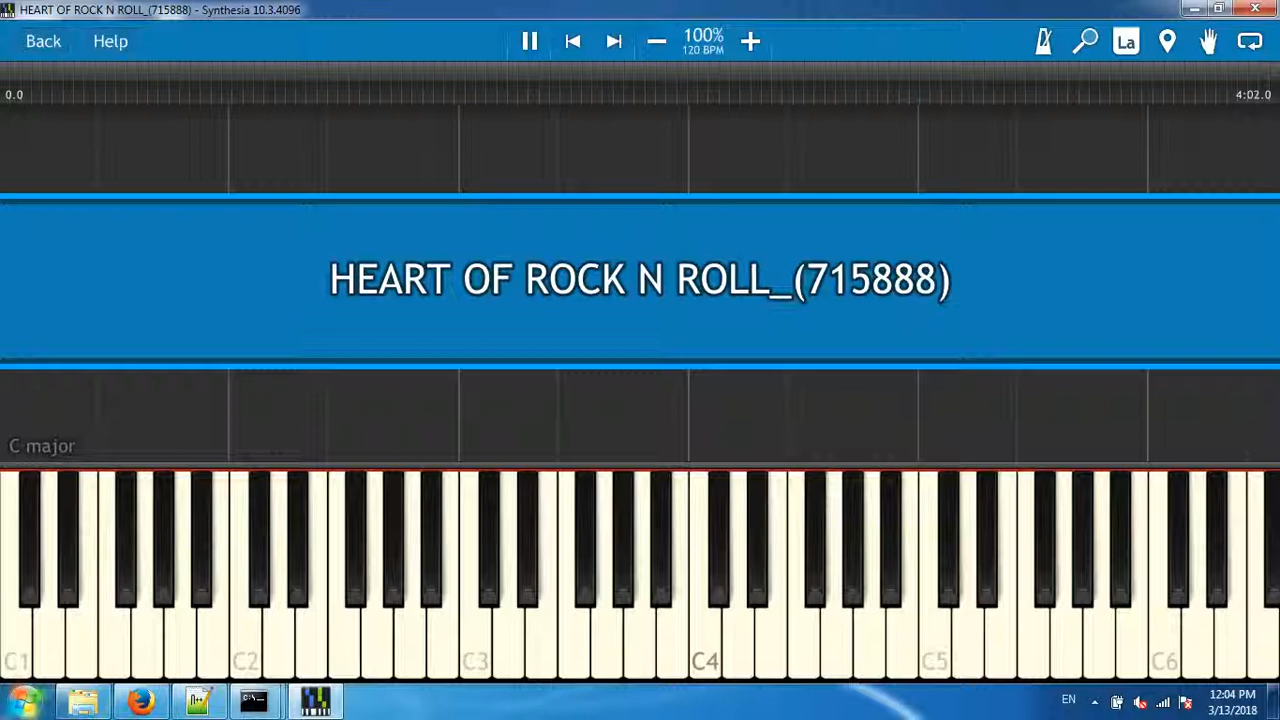 HEART OF ROCK N ROLL_(715888) - Synthesia 10.3.4096
Back Help 100% La
120 BPM
0.0 4:02.0
HEART OF ROCK N ROLL_(715888)
C major
C1 C2 C3 C4 C5 C6
C:\_
N++
EN 12:04 PM
3/13/2018